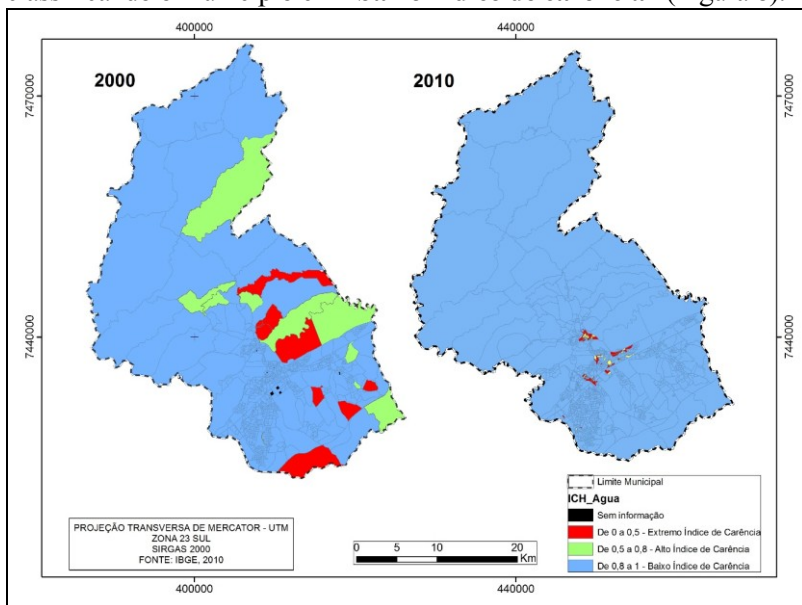 400000
440000
2000
2010
7470000
7470000
7440000
7440000
Limite Municipal
ICH_Agua
Sem informação
De 0 a 0,5 - Extremo Índice de Carência
De 0,5 a 0,8 - Alto Índice de Carência
De 0,8 a 1 - Baixo Índice de Carência
PROJEÇÃO TRANSVERSA DE MERCATOR - UTM
ZONA 23 SUL
SIRGAS 2000
FONTE: IBGE, 2010
0 5 10 20
Km
400000
440000